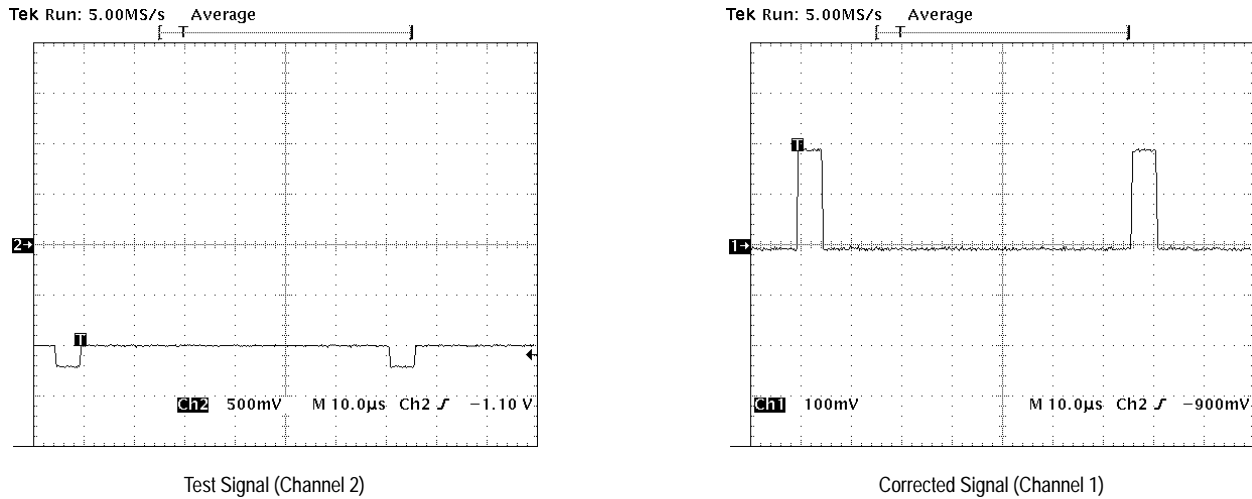 Tek Run: 5.00MS/s Average
[ T ]
T
2→
Ch2 500mV M 10.0µs Ch2 ƒ −1.10 V
Test Signal (Channel 2)
Tek Run: 5.00MS/s Average
[ T ]
T
1→
Ch1 100mV M 10.0µs Ch2 ƒ −900mV
Corrected Signal (Channel 1)